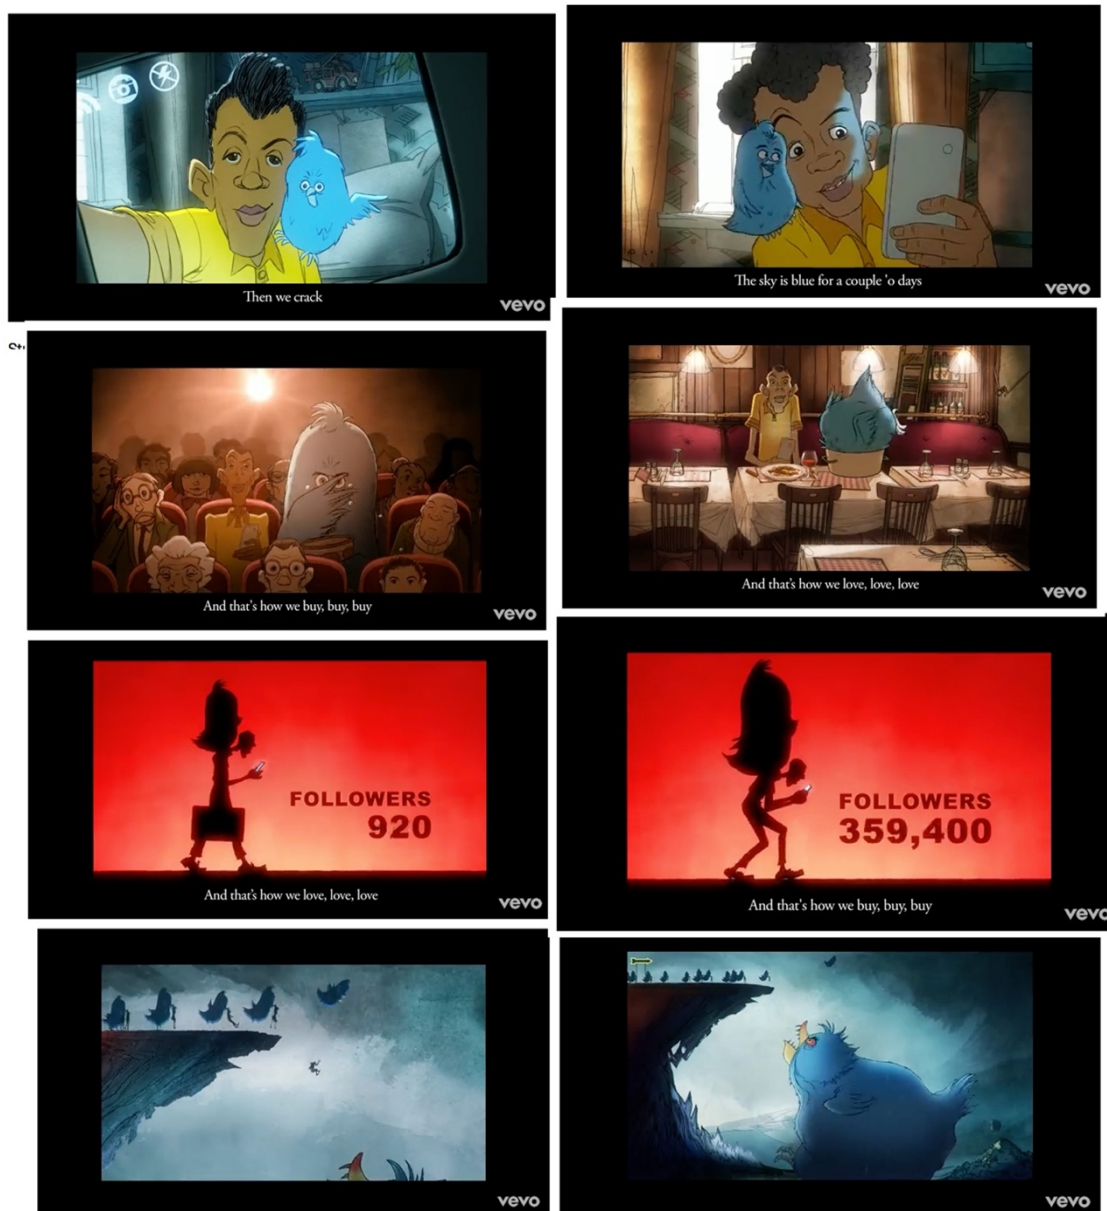 Then we crack
vevo
The sky is blue for a couple 'o days
vevo
And that's how we buy, buy, buy
vevo
And that's how we love, love, love
vevo
FOLLOWERS
920
And that's how we love, love, love
vevo
FOLLOWERS
359,400
And that's how we buy, buy, buy
vevo
vevo
vevo